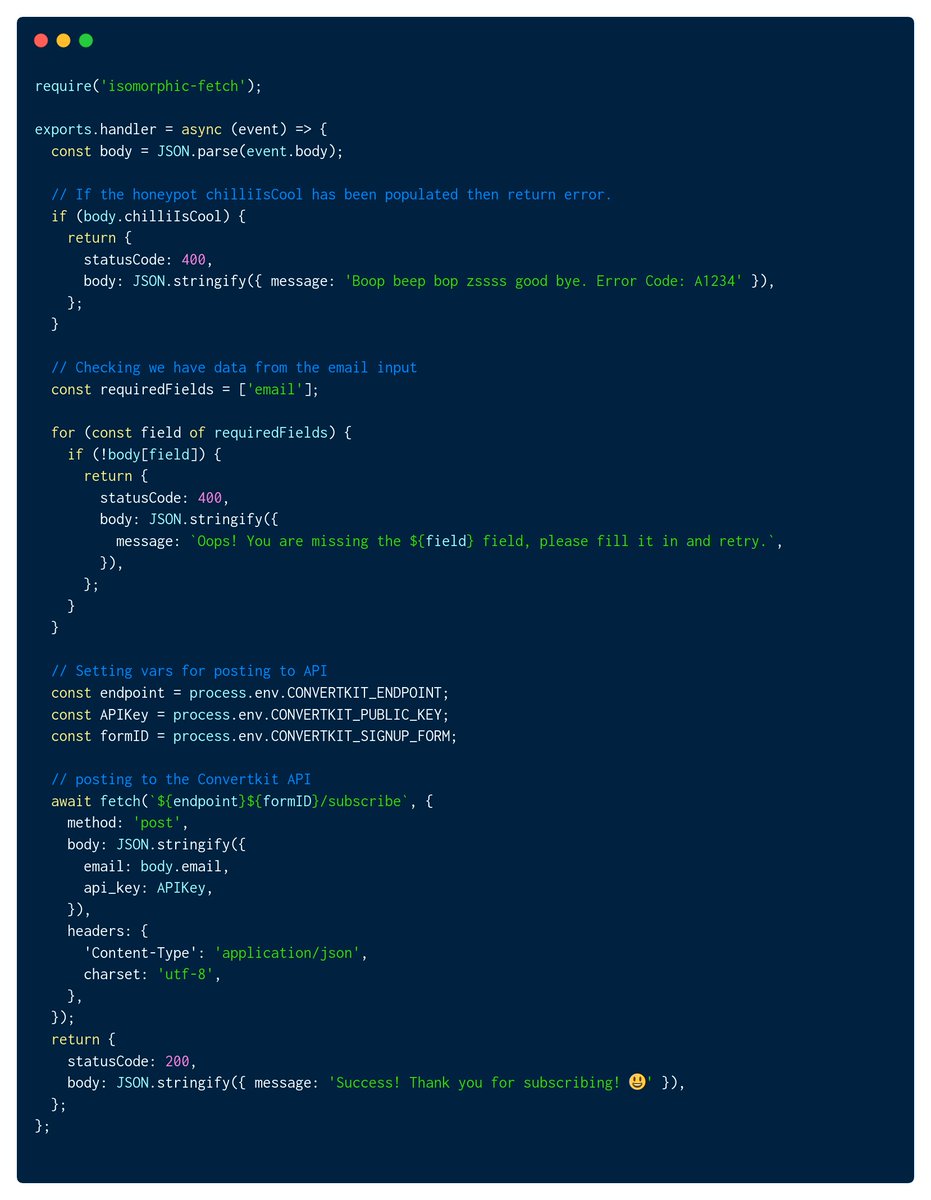 require('isomorphic-fetch');

exports.handler = async (event) => {
  const body = JSON.parse(event.body);

  // If the honeypot chilliIsCool has been populated then return error.
  if (body.chilliIsCool) {
    return {
      statusCode: 400,
      body: JSON.stringify({ message: 'Boop beep bop zssss good bye. Error Code: A1234' }),
    };
  }

  // Checking we have data from the email input
  const requiredFields = ['email'];

  for (const field of requiredFields) {
    if (!body[field]) {
      return {
        statusCode: 400,
        body: JSON.stringify({
          message: `Oops! You are missing the ${field} field, please fill it in and retry.`,
        }),
      };
    }
  }

  // Setting vars for posting to API
  const endpoint = process.env.CONVERTKIT_ENDPOINT;
  const APIKey = process.env.CONVERTKIT_PUBLIC_KEY;
  const formID = process.env.CONVERTKIT_SIGNUP_FORM;

  // posting to the Convertkit API
  await fetch(`${endpoint}${formID}/subscribe`, {
    method: 'post',
    body: JSON.stringify({
      email: body.email,
      api_key: APIKey,
    }),
    headers: {
      'Content-Type': 'application/json',
      charset: 'utf-8',
    },
  });
  return {
    statusCode: 200,
    body: JSON.stringify({ message: 'Success! Thank you for subscribing! 😃' }),
  };
};